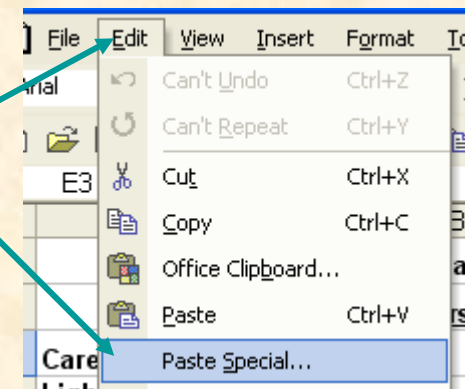 File Edit View Insert Format
Can't Undo Ctrl+Z
Can't Repeat Ctrl+Y
E3 Cut Ctrl+X
Copy Ctrl+C
Office Clipboard...
Paste Ctrl+V
Care Paste Special...